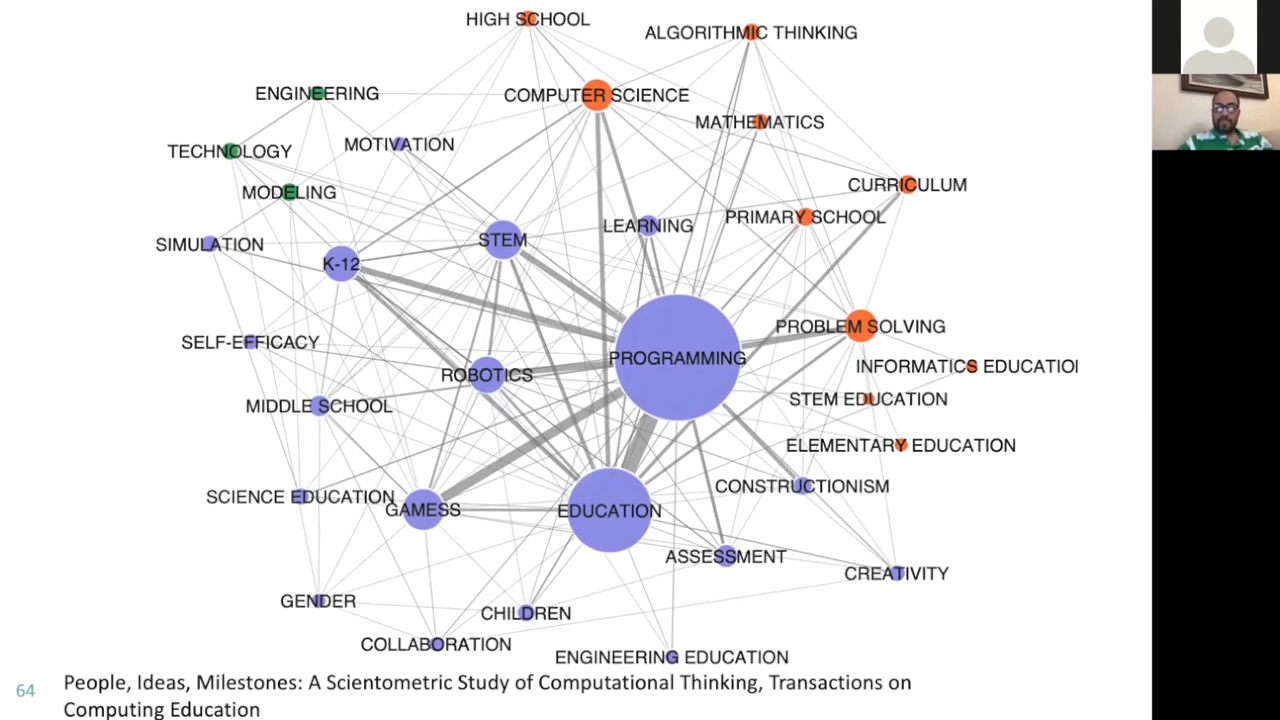 HIGH SCHOOL
ALGORITHMIC THINKING
ENGINEERING
COMPUTER SCIENCE
MATHEMATICS
MOTIVATION
TECHNOLOGY
MODELING
CURRICULUM
PRIMARY SCHOOL
LEARNING
STEM
SIMULATION
K-12
PROBLEM SOLVING
SELF-EFFICACY
PROGRAMMING
INFORMATICS EDUCATIOI
ROBOTICS
STEM EDUCATION
MIDDLE SCHOOL
ELEMENTARY EDUCATION
CONSTRUCTIONISM
SCIENCE EDUCATION
GAMESS
EDUCATION
ASSESSMENT
CREATIVITY
GENDER
CHILDREN
COLLABORATION
ENGINEERING EDUCATION
64
People, Ideas, Milestones: A Scientometric Study of Computational Thinking, Transactions on
Computing Education